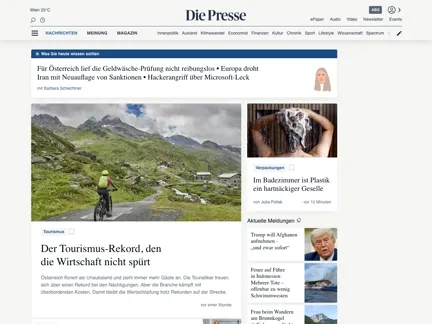 Wien 20°C
Die Presse
ABO
ePaper Audio Video Newsletter Events
NACHRICHTEN MEINUNG MAGAZIN
Innenpolitik Ausland Klimawandel Economist Finanzen Kultur Chronik Sport Lifestyle Wissenschaft Spectrum
Was Sie heute wissen sollten
Für Österreich lief die Geldwäsche-Prüfung nicht reibungslos • Europa droht
Iran mit Neuauflage von Sanktionen • Hackerangriff über Microsoft-Leck
mit Barbara Schechtner
Tourismus
Der Tourismus-Rekord, den
die Wirtschaft nicht spürt
Österreich floriert als Urlaubsland und zieht immer mehr Gäste an. Die Touristiker freuen
sich über einen Rekord bei den Nächtigungen. Aber die Branche kämpft mit
überbordenden Kosten. Damit bleibt die Wertschöpfung trotz Rekorden auf der Strecke.
vor einer Stunde
Verpackungen
Im Badezimmer ist Plastik
ein hartnäckiger Geselle
von Julia Pollak
vor 10 Minuten
Aktuelle Meldungen
Trump will Afghanen
aufnehmen -
„und zwar sofort“
Feuer auf Fähre
in Indonesien:
Mehrere Tote –
offenbar zu wenig
Schwimmwesten
Frau beim Wandern
am Brunnkogel